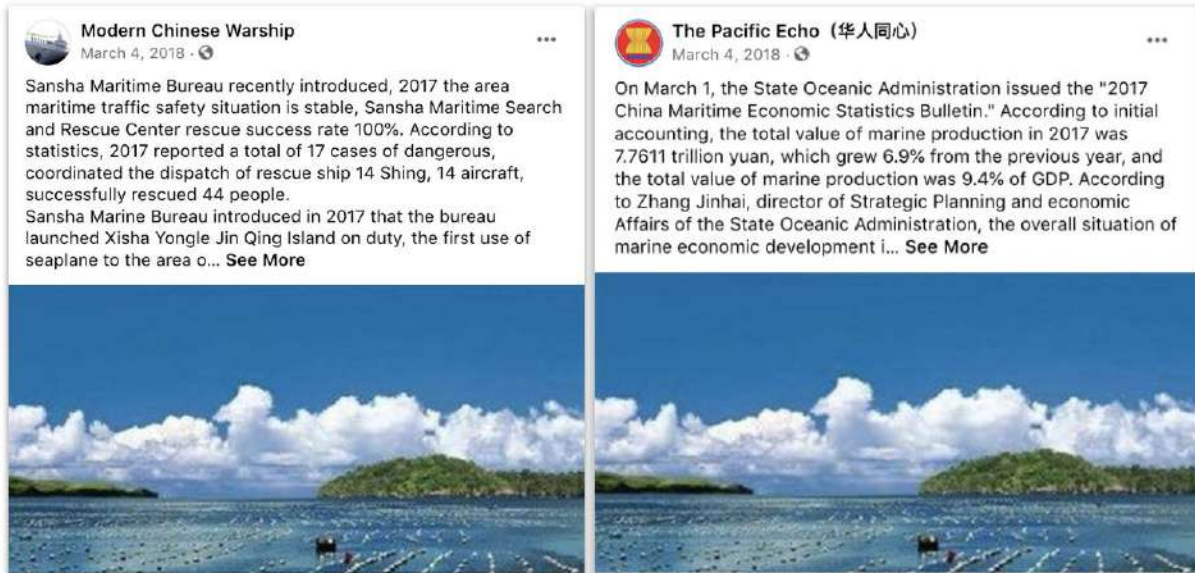 Modern Chinese Warship
March 4, 2018 ·
Sansha Maritime Bureau recently introduced, 2017 the area
maritime traffic safety situation is stable, Sansha Maritime Search
and Rescue Center rescue success rate 100%. According to
statistics, 2017 reported a total of 17 cases of dangerous,
coordinated the dispatch of rescue ship 14 Shing, 14 aircraft,
successfully rescued 44 people.
Sansha Marine Bureau introduced in 2017 that the bureau
launched Xisha Yongle Jin Qing Island on duty, the first use of
seaplane to the area o... See More
The Pacific Echo（华人同心）
March 4, 2018 ·
On March 1, the State Oceanic Administration issued the "2017
China Maritime Economic Statistics Bulletin." According to initial
accounting, the total value of marine production in 2017 was
7.7611 trillion yuan, which grew 6.9% from the previous year, and
the total value of marine production was 9.4% of GDP. According
to Zhang Jinhai, director of Strategic Planning and economic
Affairs of the State Oceanic Administration, the overall situation of
marine economic development i... See More